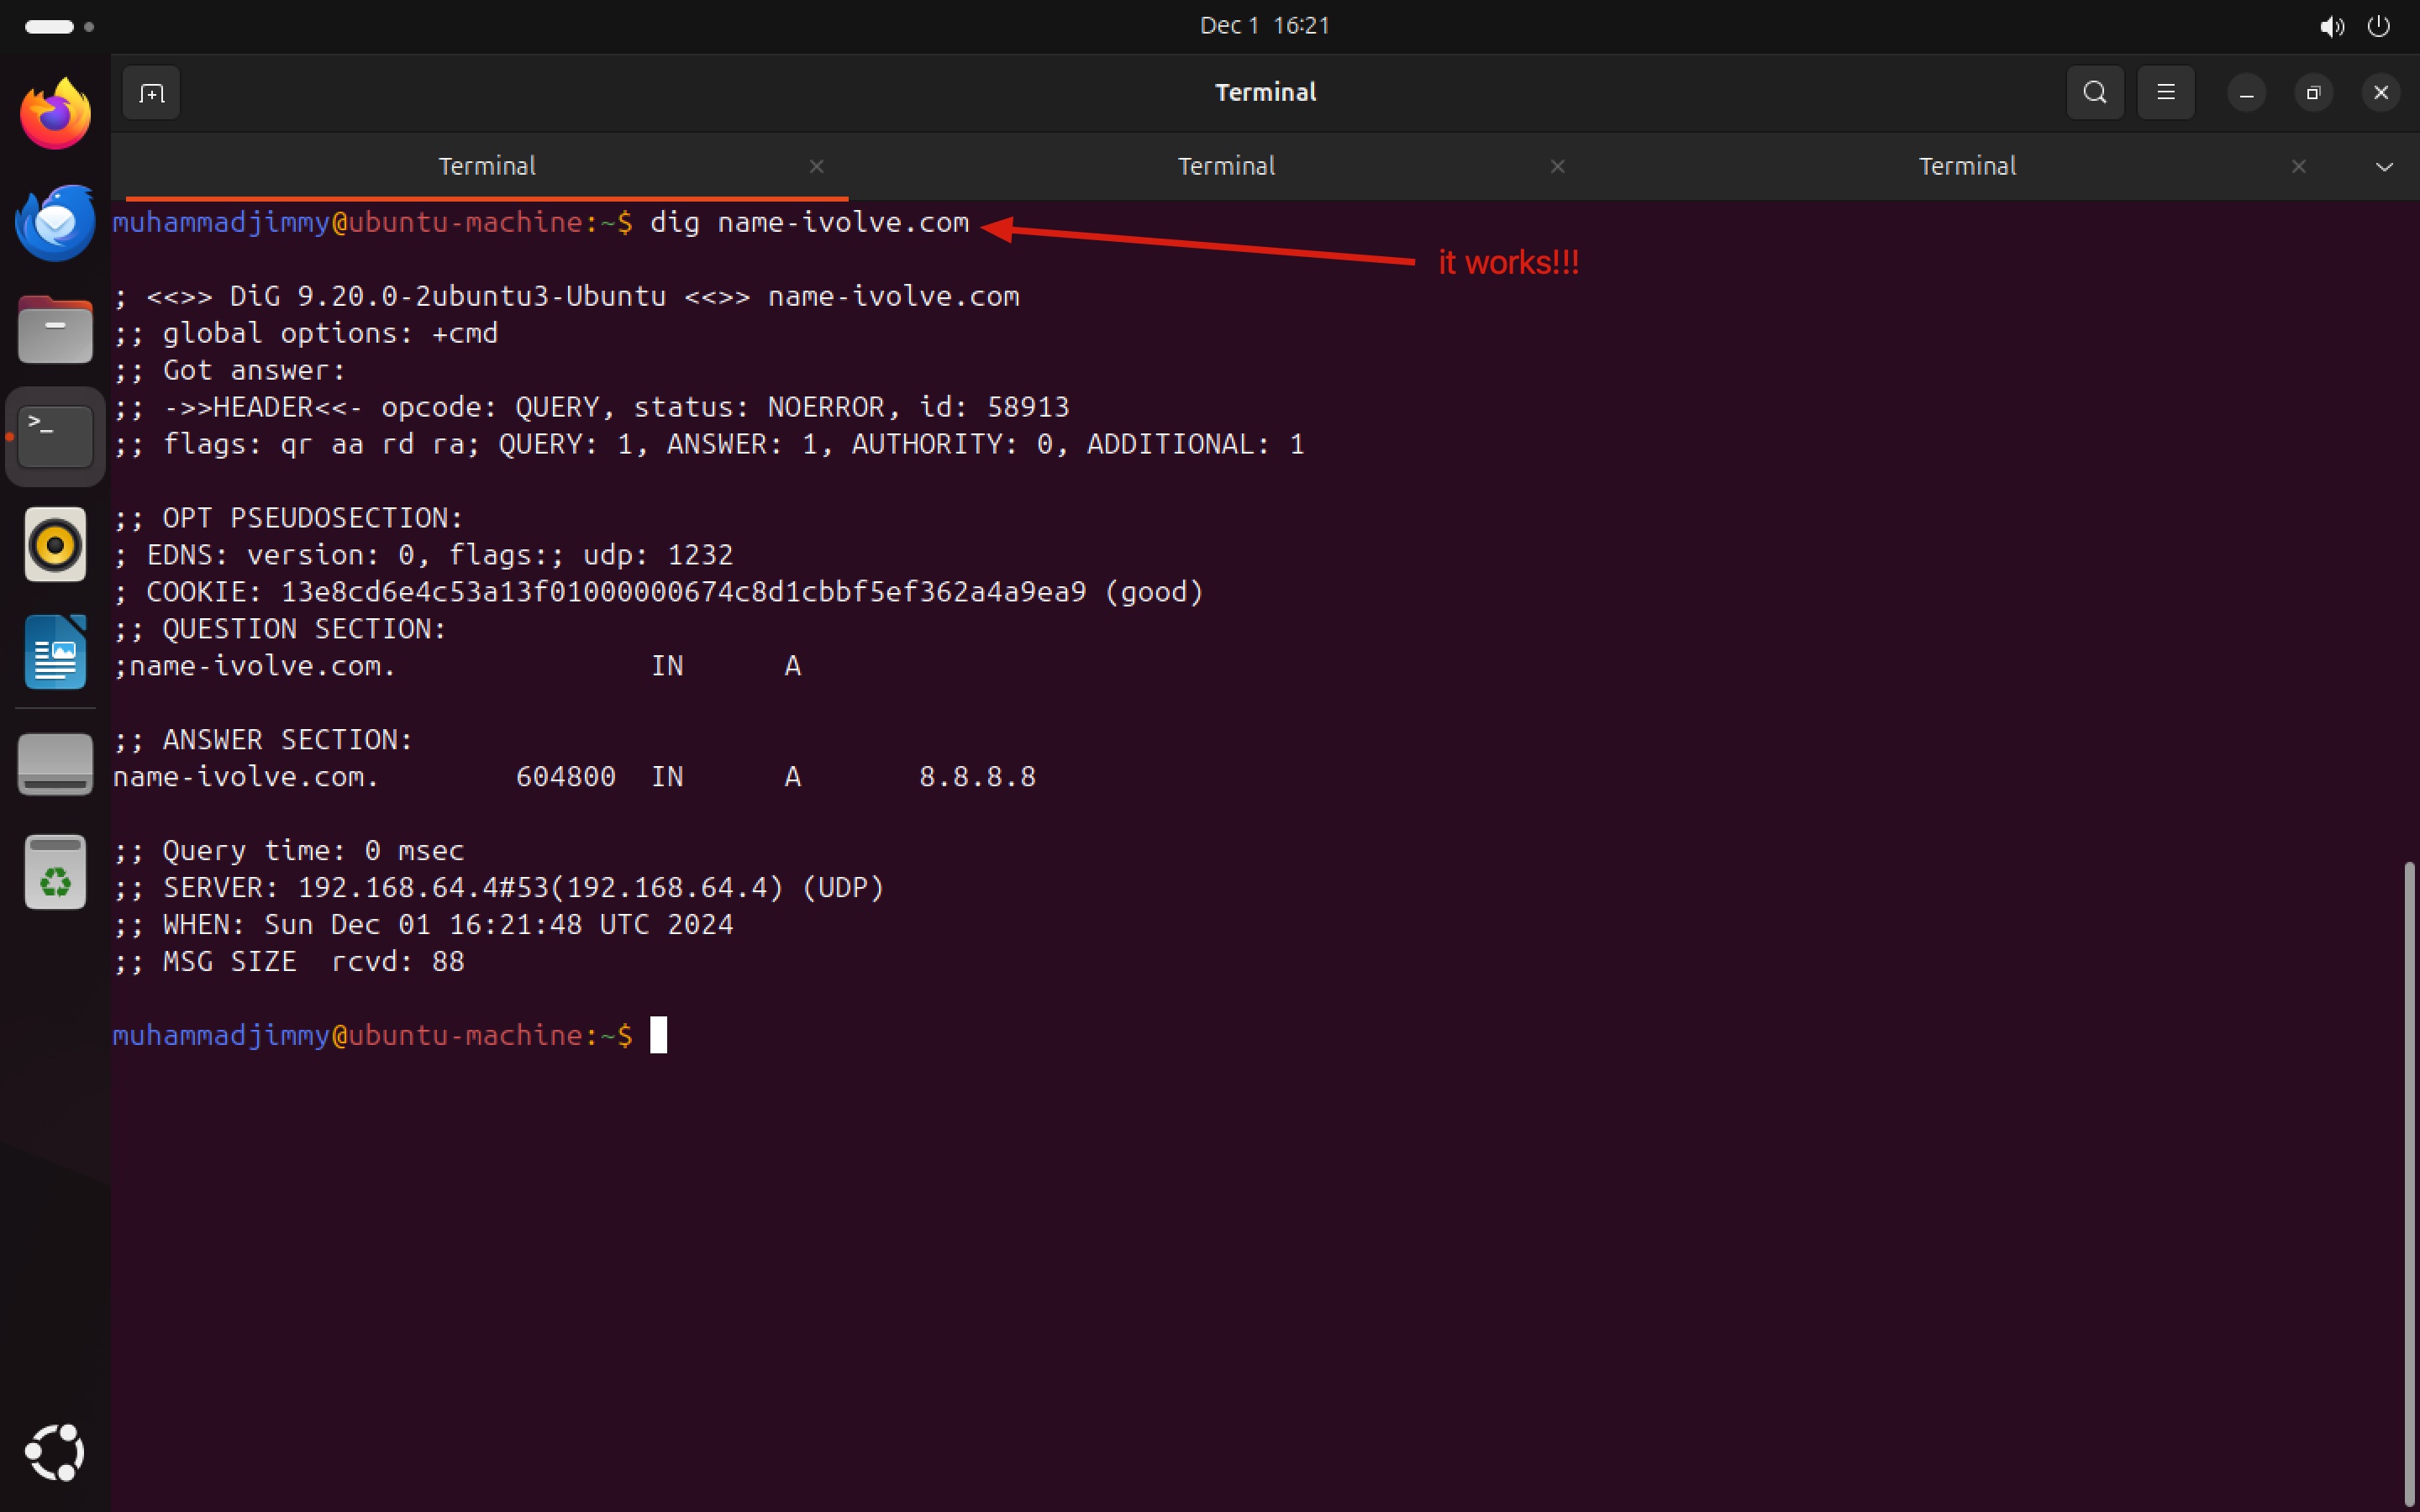 Dec 1 16:21
Terminal
Terminal
Terminal
Terminal
muhammadjimmy@ubuntu-machine:~$ dig name-ivolve.com
it works!!!
; <<>> DiG 9.20.0-2ubuntu3-Ubuntu <<>> name-ivolve.com
;; global options: +cmd
;; Got answer:
;; ->>HEADER<<- opcode: QUERY, status: NOERROR, id: 58913
;; flags: qr aa rd ra; QUERY: 1, ANSWER: 1, AUTHORITY: 0, ADDITIONAL: 1
;; OPT PSEUDOSECTION:
; EDNS: version: 0, flags:; udp: 1232
; COOKIE: 13e8cd6e4c53a13f01000000674c8d1cbbf5ef362a4a9ea9 (good)
;; QUESTION SECTION:
;name-ivolve.com. IN A
;; ANSWER SECTION:
name-ivolve.com. 604800 IN A 8.8.8.8
;; Query time: 0 msec
;; SERVER: 192.168.64.4#53(192.168.64.4) (UDP)
;; WHEN: Sun Dec 01 16:21:48 UTC 2024
;; MSG SIZE rcvd: 88
muhammadjimmy@ubuntu-machine:~$